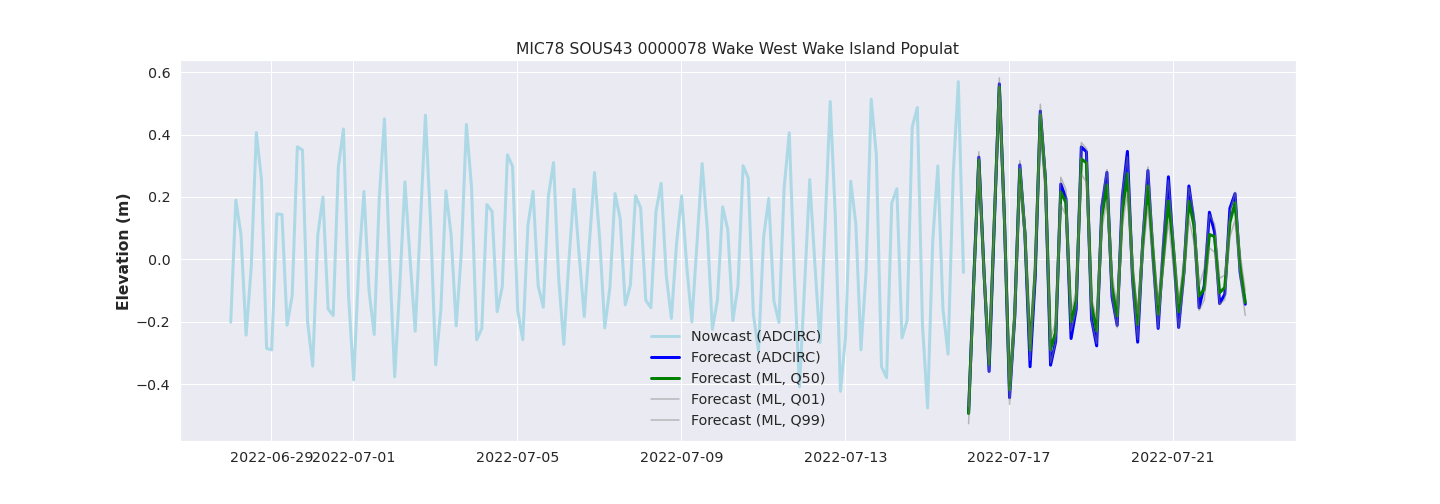 MIC78 SOUS43 0000078 Wake West Wake Island Populat
Elevation (m)
0.6
0.4
0.2
0.0
−0.2
−0.4
Nowcast (ADCIRC)
Forecast (ADCIRC)
Forecast (ML, Q50)
Forecast (ML, Q01)
Forecast (ML, Q99)
2022-06-29 2022-07-01 2022-07-05 2022-07-09 2022-07-13 2022-07-17 2022-07-21